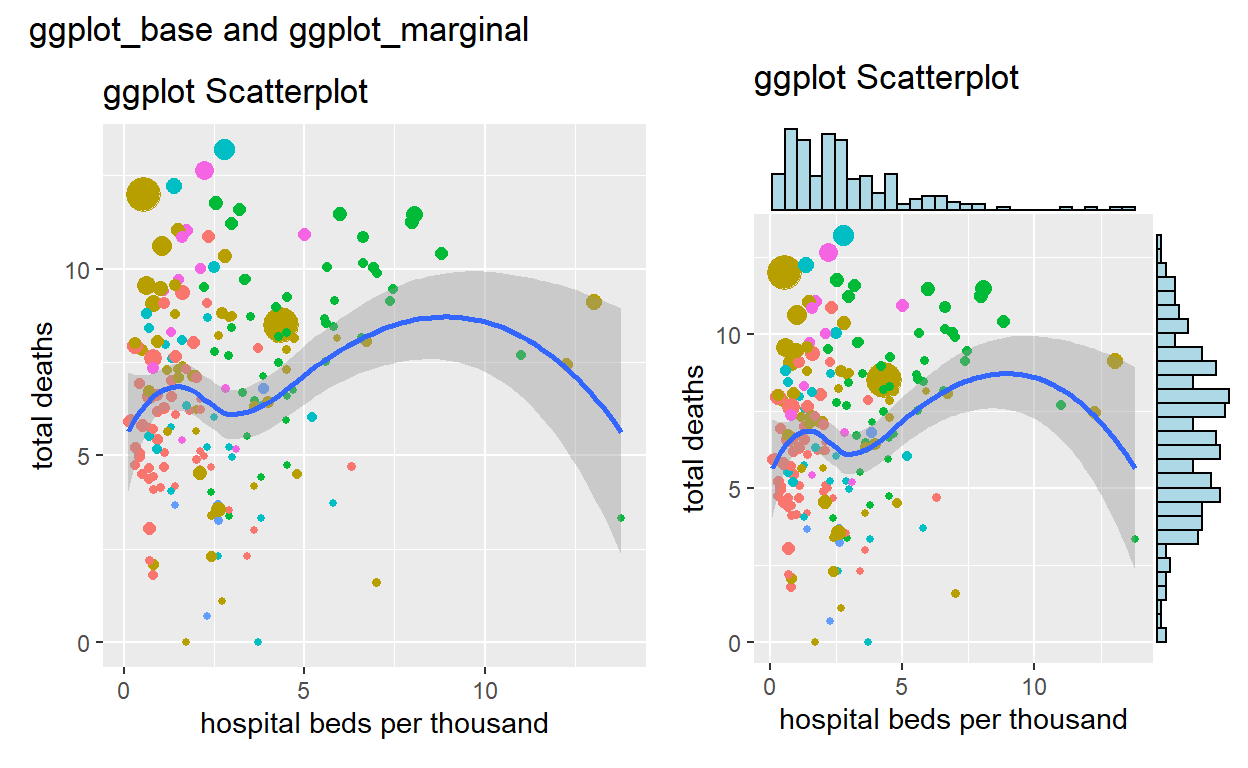 ggplot_base and ggplot_marginal
ggplot Scatterplot
total deaths
10
5
0
0
5
10
hospital beds per thousand
ggplot Scatterplot
total deaths
10
5
0
0
5
10
hospital beds per thousand